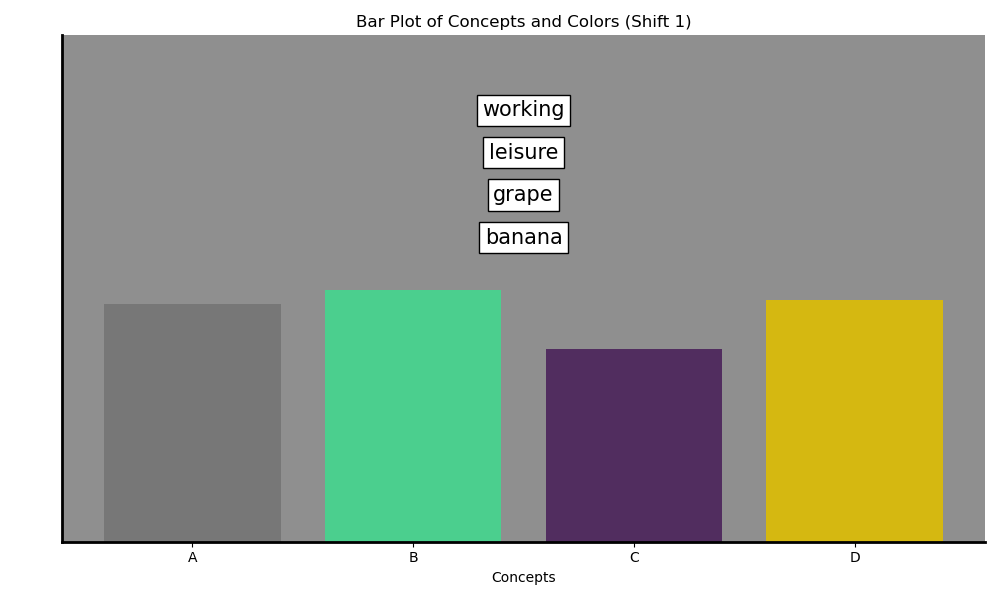 Bar Plot of Concepts and Colors (Shift 1)
working
leisure
grape
banana
A B C D
Concepts